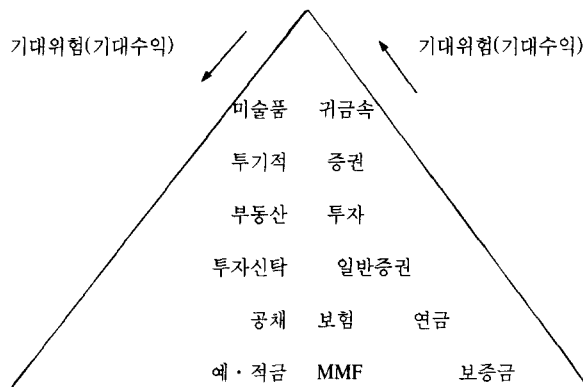 기대위험(기대수익) 기대위험(기대수익)
미술품 귀금속
투기적 증권
부동산 투자
투자신탁 일반증권
공채 보험 연금
예・적금 MMF 보증금